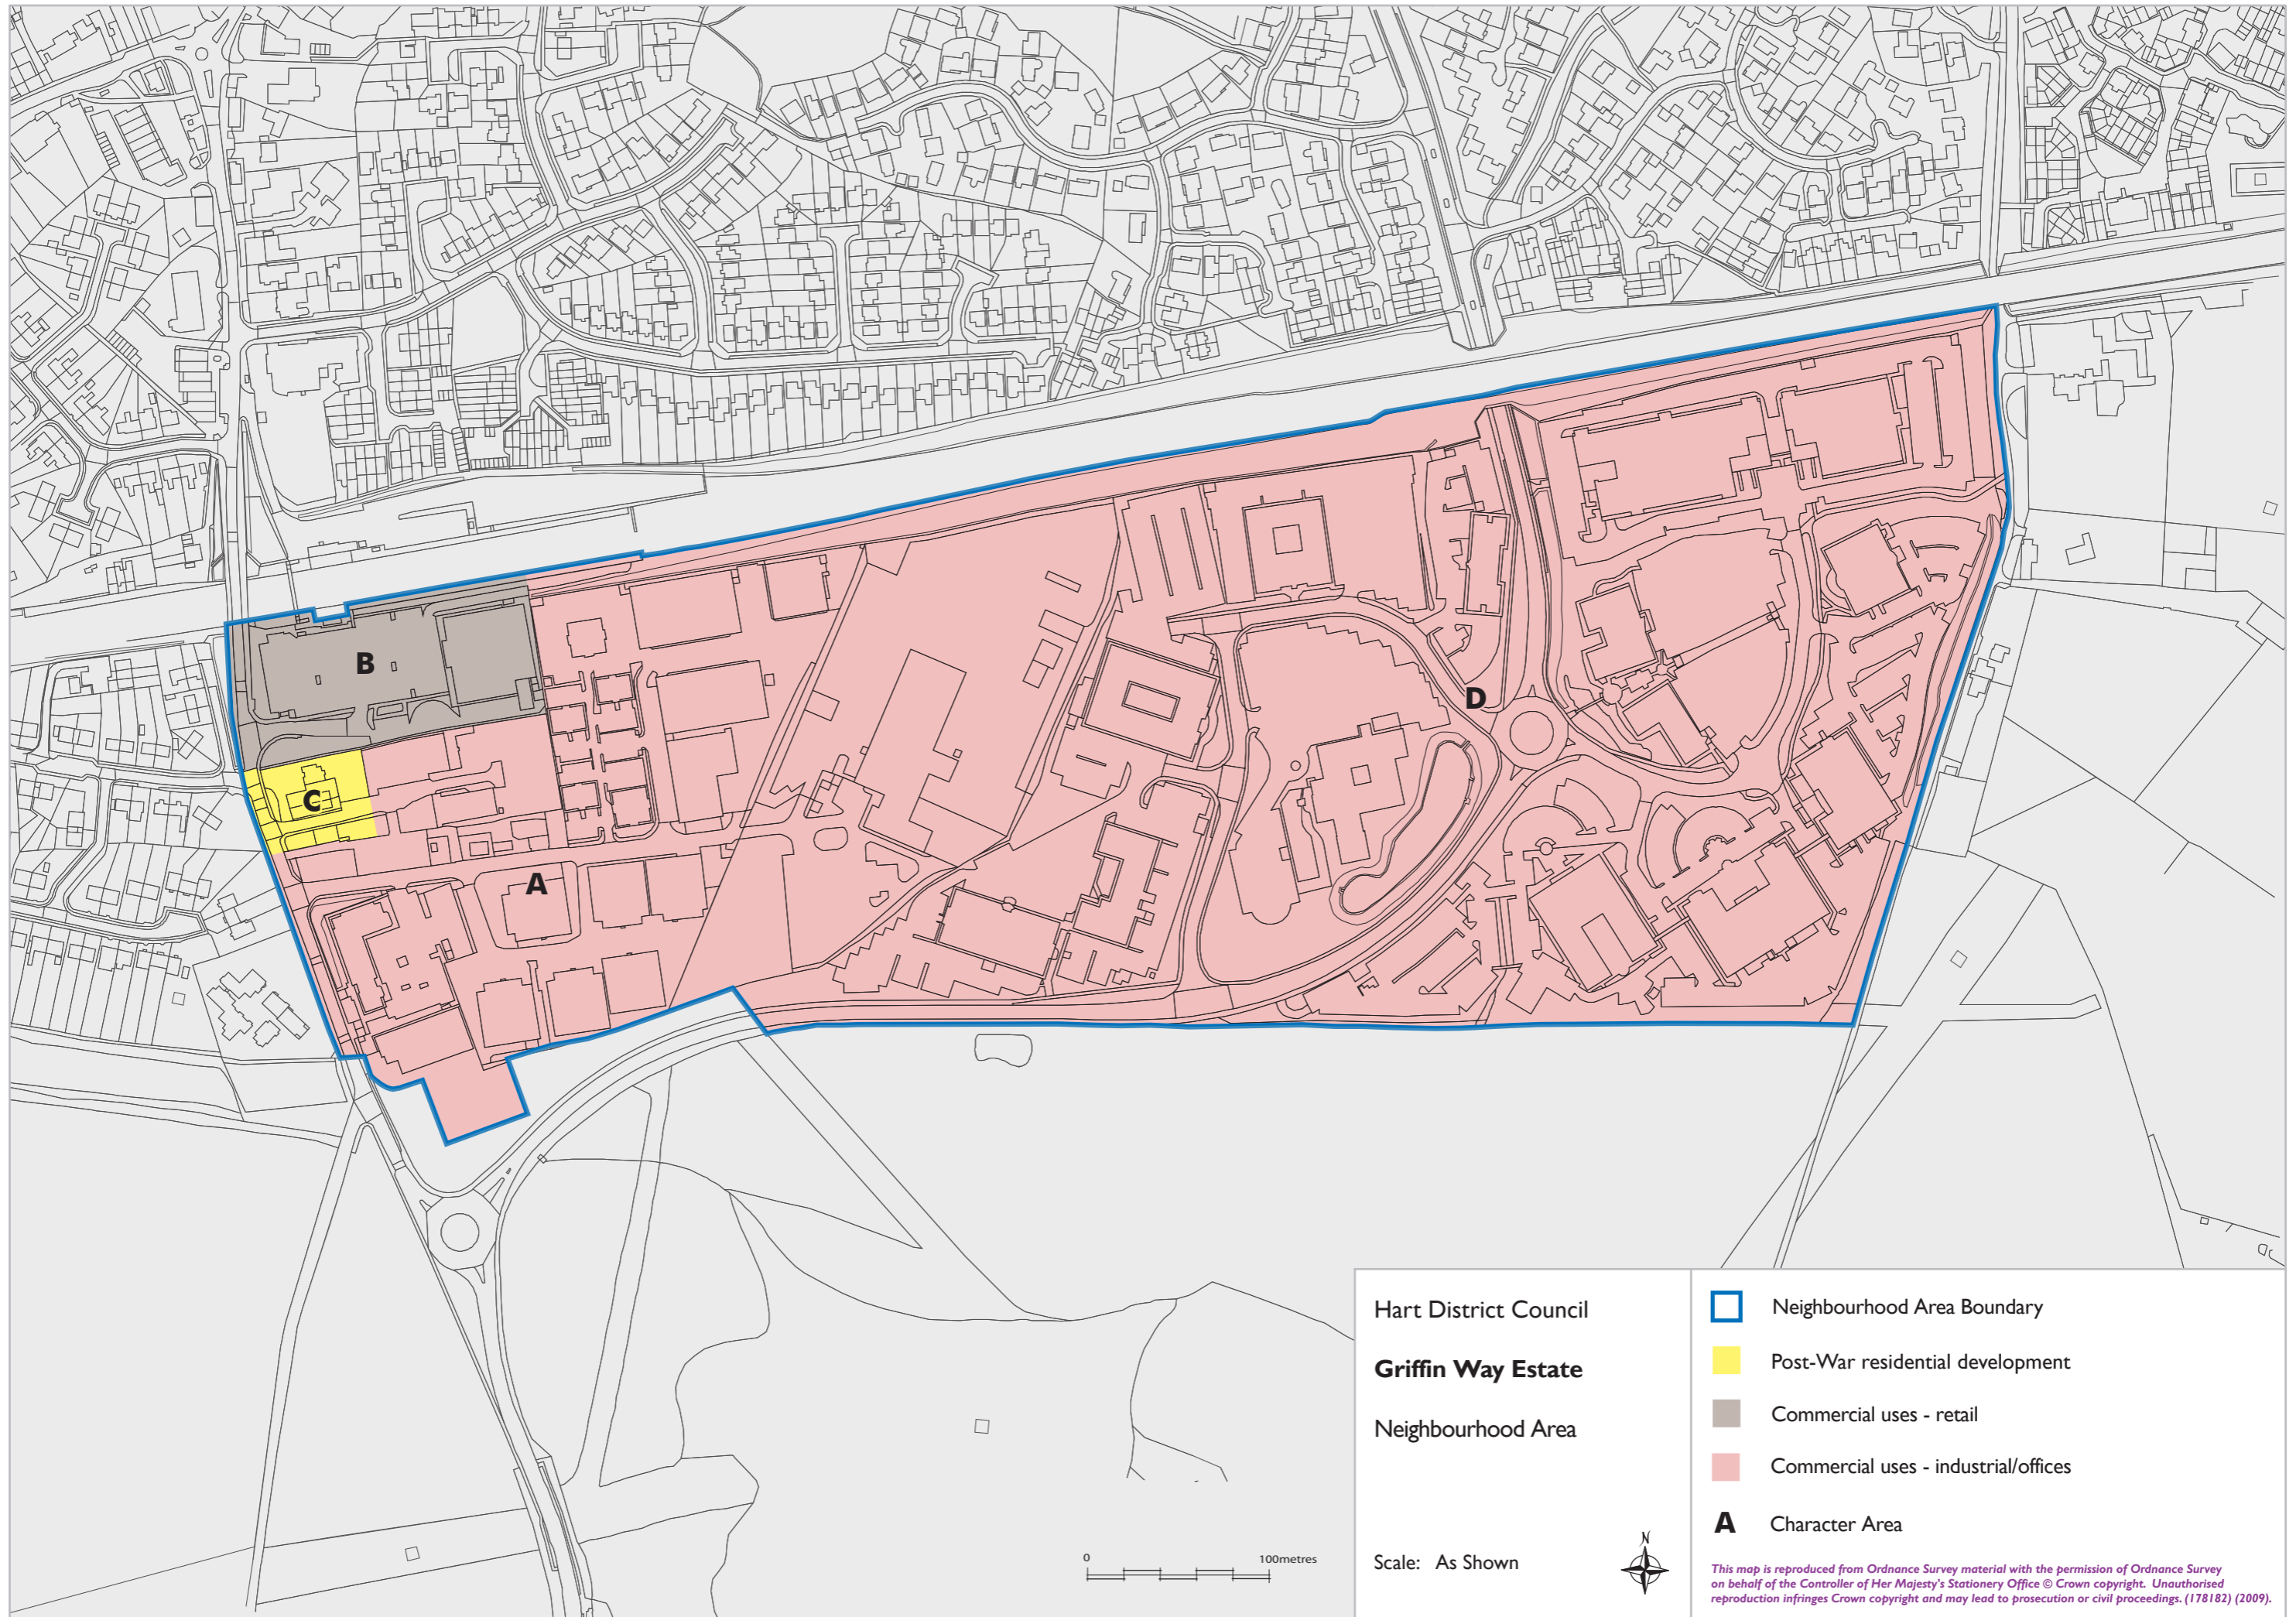 B
C
A
D
Hart District Council
Griffin Way Estate
Neighbourhood Area
Scale: As Shown
N
0 100metres
Neighbourhood Area Boundary
Post-War residential development
Commercial uses - retail
Commercial uses - industrial/offices
A Character Area
This map is reproduced from Ordnance Survey material with the permission of Ordnance Survey
on behalf of the Controller of Her Majesty's Stationery Office © Crown copyright. Unauthorised
reproduction infringes Crown copyright and may lead to prosecution or civil proceedings. (178182) (2009).